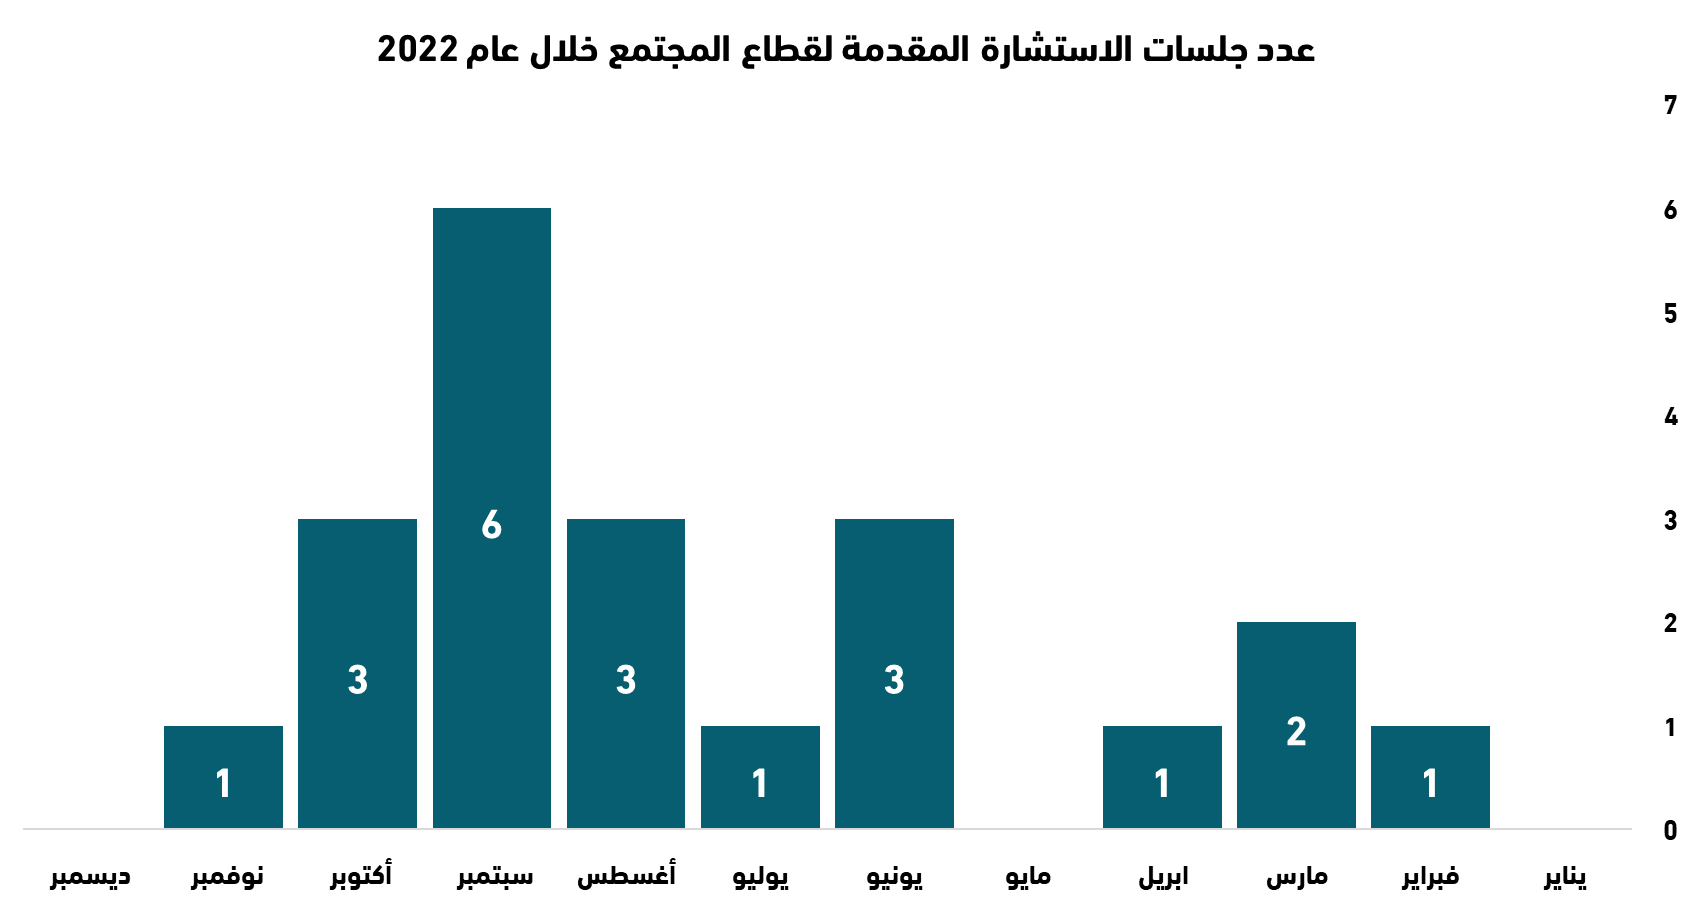 عدد جلسات الاستشارة المقدمة لقطاع المجتمع خلال عام 2022
7
6
5
4
3
2
1
0
1
2
1
3
1
3
6
3
1
يناير
فبراير
مارس
ابريل
مايو
يونيو
يوليو
أغسطس
سبتمبر
أكتوبر
نوفمبر
ديسمبر